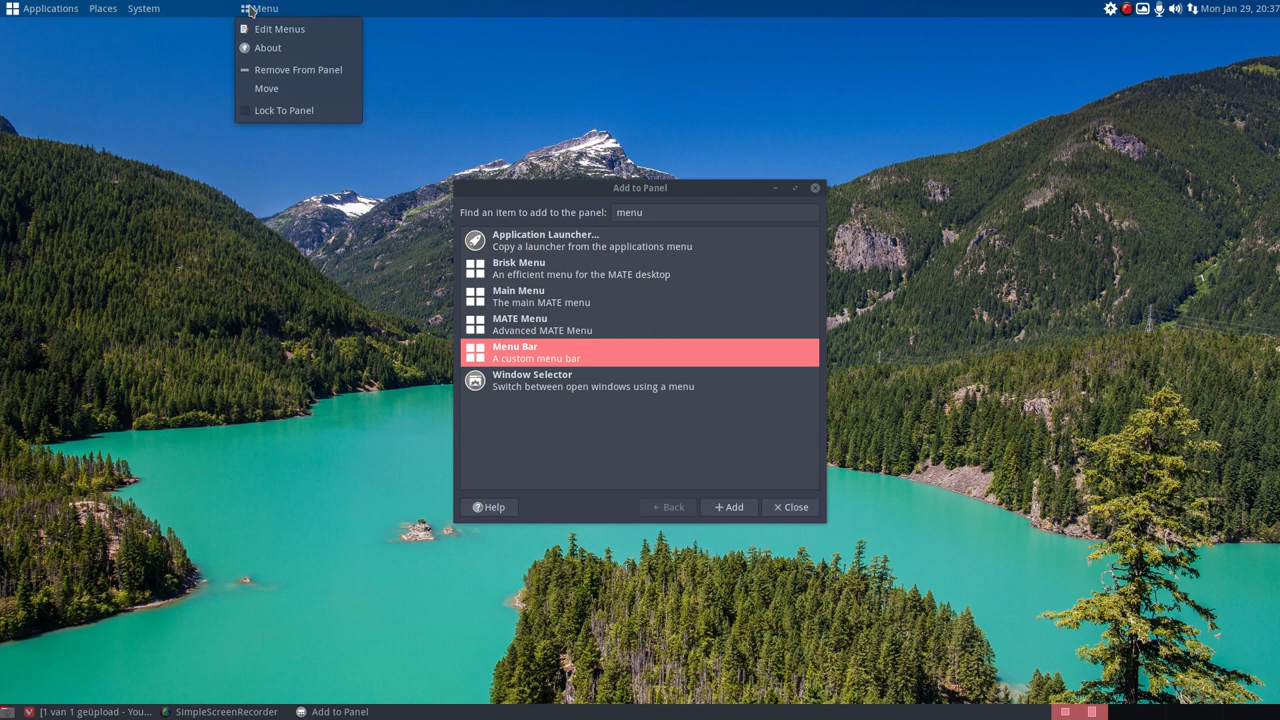 Applications Places System Menu Mon Jan 29, 20:37
Edit Menus
About
Remove From Panel
Move
Lock To Panel
Add to Panel
Find an item to add to the panel: menu
Application Launcher...
Copy a launcher from the applications menu
Brisk Menu
An efficient menu for the MATE desktop
Main Menu
The main MATE menu
MATE Menu
Advanced MATE Menu
Menu Bar
A custom menu bar
Window Selector
Switch between open windows using a menu
Help Back Add Close
[1 van 1 geüpload - You... SimpleScreenRecorder Add to Panel